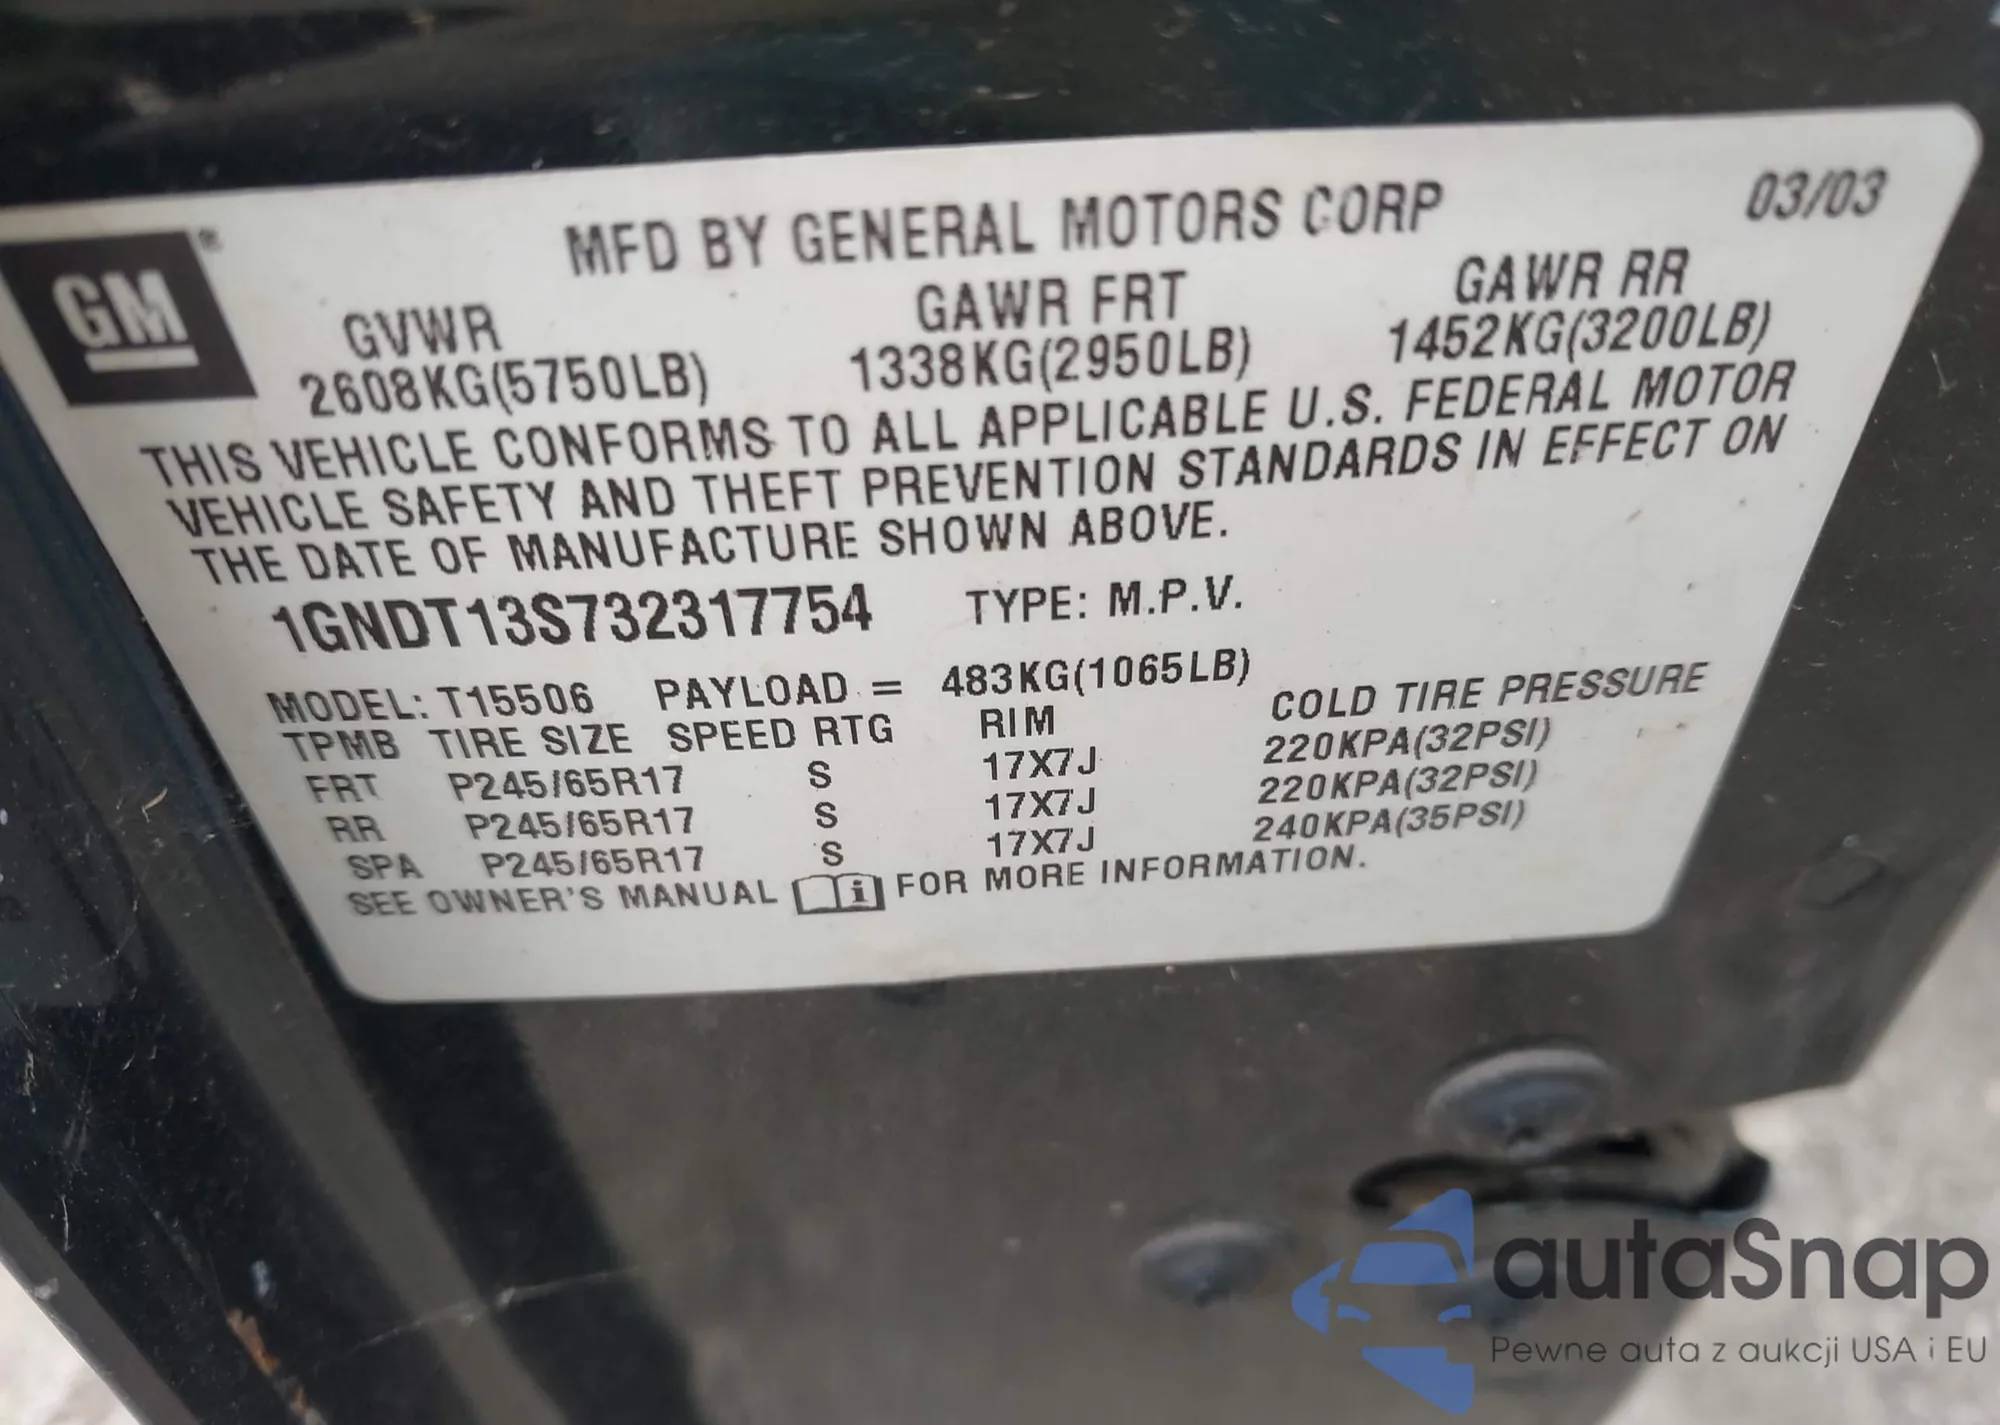 GM®
MFD BY GENERAL MOTORS CORP 03/03
GVWR GAWR FRT GAWR RR
2608KG(5750LB) 1338KG(2950LB) 1452KG(3200LB)
THIS VEHICLE CONFORMS TO ALL APPLICABLE U.S. FEDERAL MOTOR
VEHICLE SAFETY AND THEFT PREVENTION STANDARDS IN EFFECT ON
THE DATE OF MANUFACTURE SHOWN ABOVE.
1GNDT13S732317754 TYPE: M.P.V.
MODEL: T15506 PAYLOAD = 483KG(1065LB)
TPMB TIRE SIZE SPEED RTG RIM COLD TIRE PRESSURE
FRT P245/65R17 S 17X7J 220KPA(32PSI)
RR P245/65R17 S 17X7J 220KPA(32PSI)
SPA P245/65R17 S 17X7J 240KPA(35PSI)
SEE OWNER'S MANUAL i FOR MORE INFORMATION.
autaSnap
Pewne auta z aukcji USA i EU